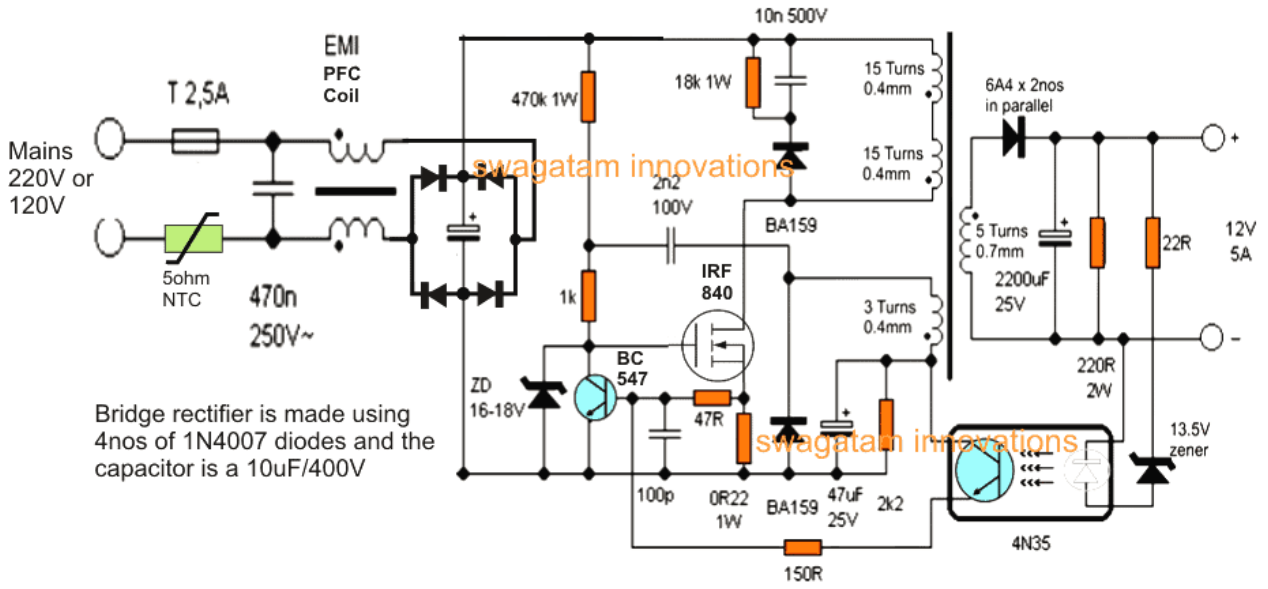 10n 500V
EMI
PFC
Coil
T 2,5A
470k 1W
18k 1W
15 Turns
0.4mm
6A4 x 2nos
in parallel
+
Mains
220V or
120V
swagatam innovations
15 Turns
0.4mm
2n2
100V
+
BA159
5 Turns
0.7mm
+
22R
12V
5A
5ohm
NTC
470n
250V~
1k
IRF
840
3 Turns
0.4mm
2200uF
25V
−
BC
547
220R
2W
ZD
16-18V
47R
+
Bridge rectifier is made using
4nos of 1N4007 diodes and the
capacitor is a 10uF/400V
swagatam innovations
13.5V
zener
100p
0R22
1W
BA159
47uF
25V
2k2
4N35
150R